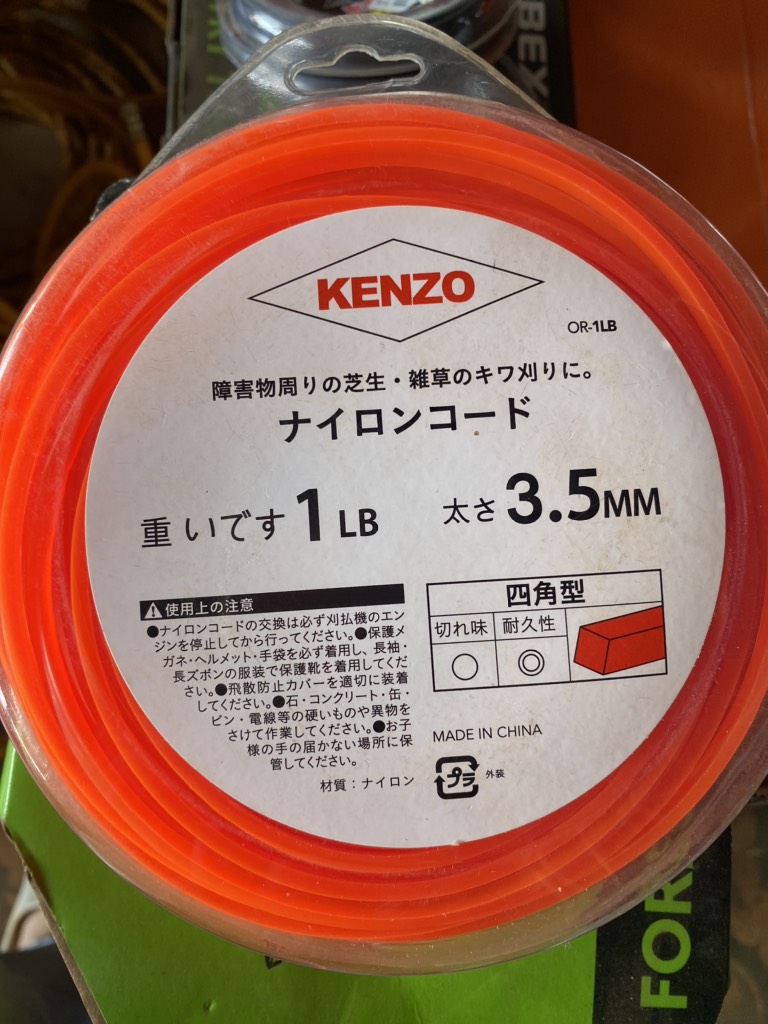 BEX
KENZO
OR-1LB
障害物周りの芝生・雑草のキワ刈りに。
ナイロンコード
重いです 1 LB
太さ 3.5MM
使用上の注意
●ナイロンコードの交換は必ず刈払機のエン
ジンを停止してから行ってください。●保護メ
ガネ・ヘルメット・手袋を必ず着用し、長袖・
長ズボンの服装で保護靴を着用してくだ
さい。●飛散防止カバーを適切に装着
してください。●石・コンクリート・缶・
ビン・電線等の硬いものや異物を
さけて作業してください。●お子
様の手の届かない場所に保
管してください。
材質：ナイロン
四角型
切れ味 耐久性
○ ◎
MADE IN CHINA
プラ 外装
FOR